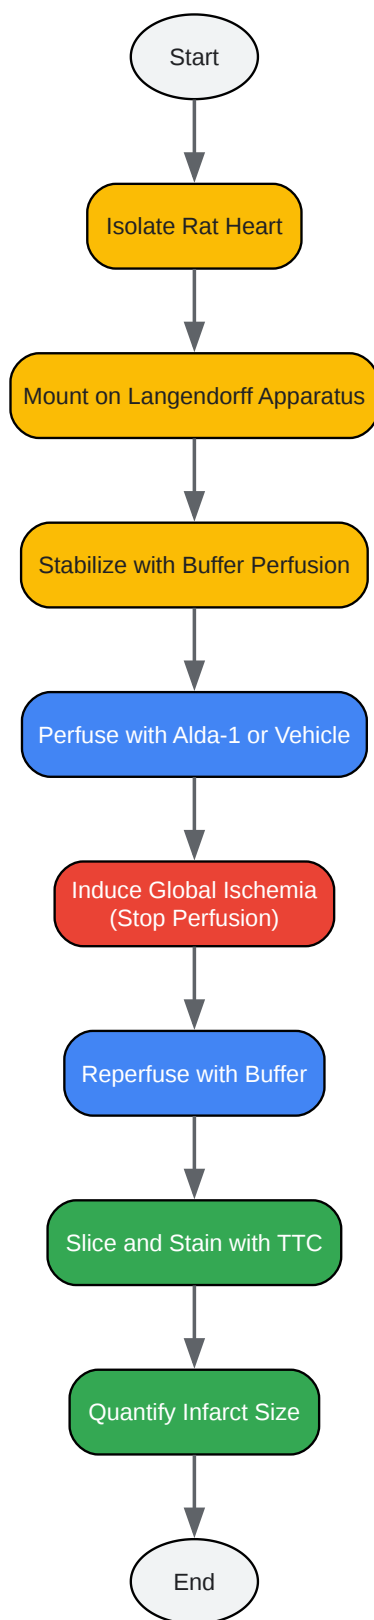 Start
Isolate Rat Heart
Mount on Langendorff Apparatus
Stabilize with Buffer Perfusion
Perfuse with Alda-1 or Vehicle
Induce Global Ischemia
(Stop Perfusion)
Reperfuse with Buffer
Slice and Stain with TTC
Quantify Infarct Size
End